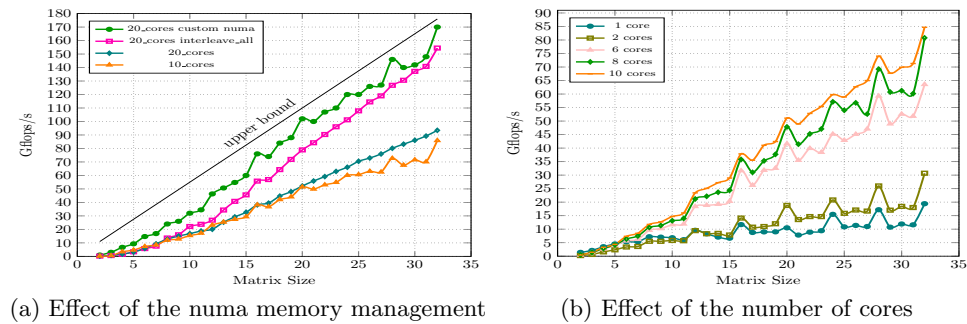 180
170
160
150
140
130
120
110
100
90
80
70
60
50
40
30
20
10
0
Gflops/s
20_cores custom numa
20_cores interleave_all
20_cores
10_cores
upper bound
0 5 10 15 20 25 30 35
Matrix Size
(a) Effect of the numa memory management
90
85
80
75
70
65
60
55
50
45
40
35
30
25
20
15
10
5
0
Gflops/s
1 core
2 cores
6 cores
8 cores
10 cores
0 5 10 15 20 25 30 35
Matrix Size
(b) Effect of the number of cores